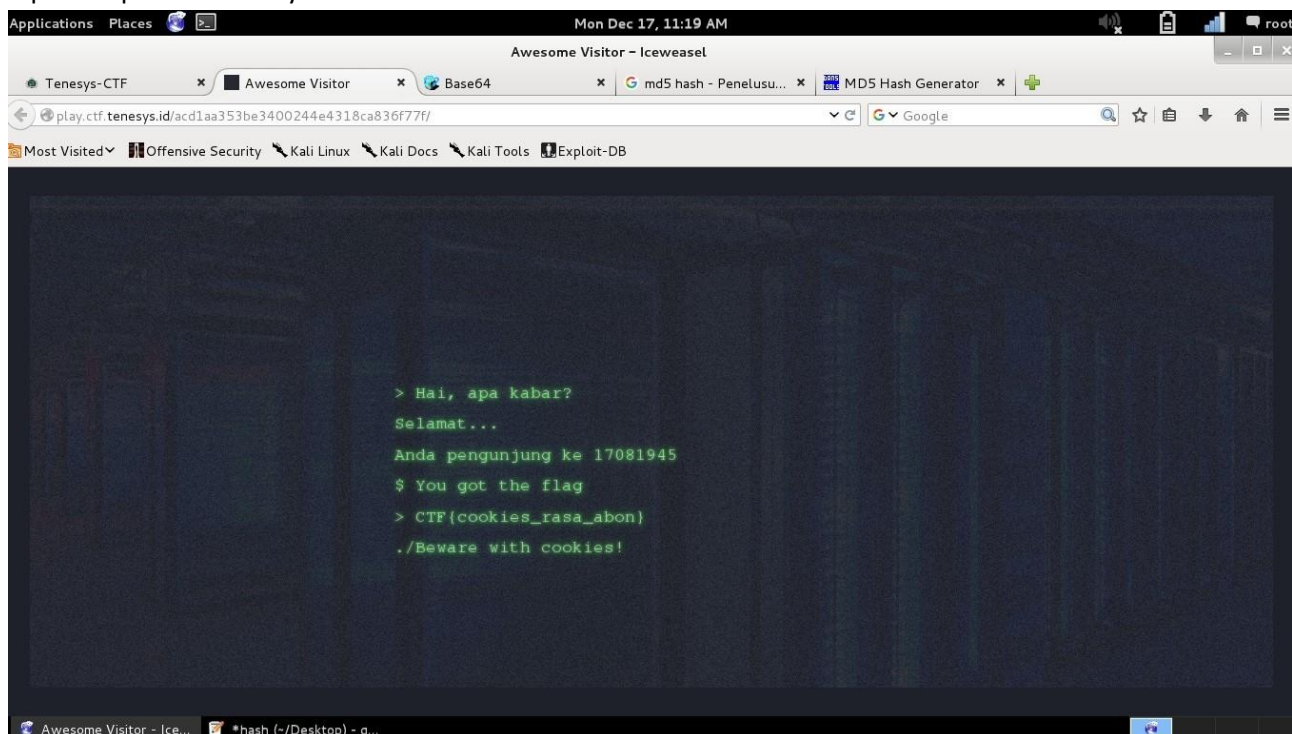 Applications Places
Mon Dec 17, 11:19 AM
root
Awesome Visitor - Iceweasel
Tenesys-CTF
Awesome Visitor
Base64
md5 hash - Penelusu...
MD5 Hash Generator
play.ctf.tenesys.id/acd1aa353be3400244e4318ca836f77f/
Google
Most Visited Offensive Security Kali Linux Kali Docs Kali Tools Exploit-DB
> Hai, apa kabar?
Selamat...
Anda pengunjung ke 17081945
$ You got the flag
> CTF{cookies_rasa_abon}
./Beware with cookies!
Awesome Visitor - Ice...
*hash (~/Desktop) - g...